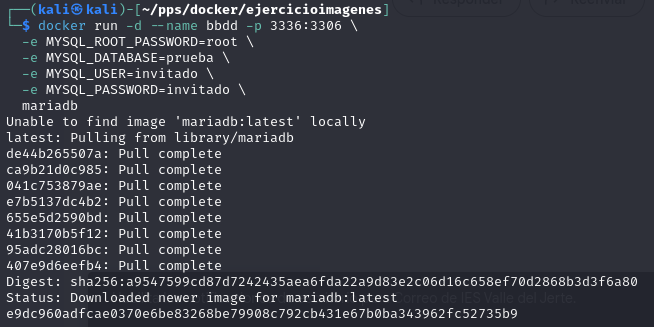 ┌──(kali㉿kali)-[~/pps/docker/ejercicioimagenes]
└─$ docker run -d --name bbdd -p 3336:3306 \
-e MYSQL_ROOT_PASSWORD=root \
-e MYSQL_DATABASE=prueba \
-e MYSQL_USER=invitado \
-e MYSQL_PASSWORD=invitado \
mariadb
Unable to find image 'mariadb:latest' locally
latest: Pulling from library/mariadb
de44b265507a: Pull complete
ca9b21d0c985: Pull complete
041c753879ae: Pull complete
e7b5137dc4b2: Pull complete
655e5d2590bd: Pull complete
41b3170b5f12: Pull complete
95adc28016bc: Pull complete
407e9d6eefb4: Pull complete
Digest: sha256:a9547599cd87d7242435aea6fda22a9d83e2c06d16c658ef70d2868b3d3f6a80
Status: Downloaded newer image for mariadb:latest
e9dc960adfcae0370e6be83268be79908c792cb431e67b0ba343962fc52735b9